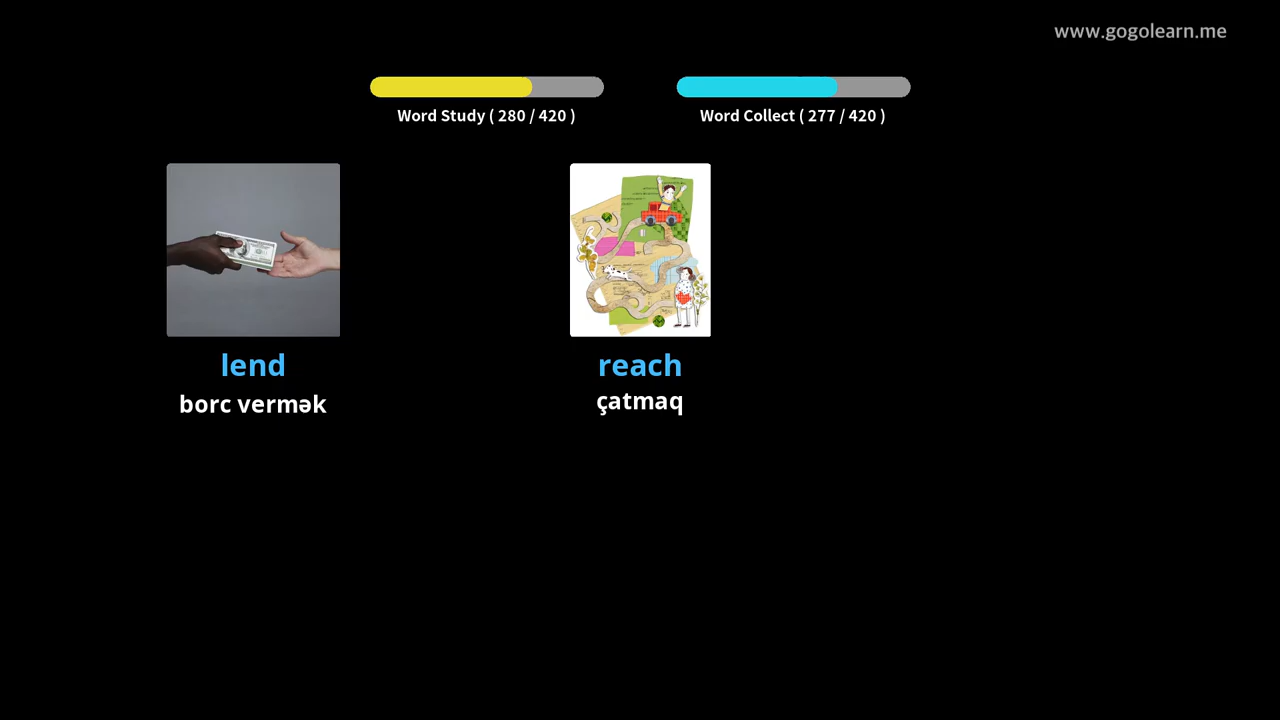 www.gogolearn.me
Word Study ( 280 / 420 )
Word Collect ( 277 / 420 )
lend
borc vermək
reach
çatmaq